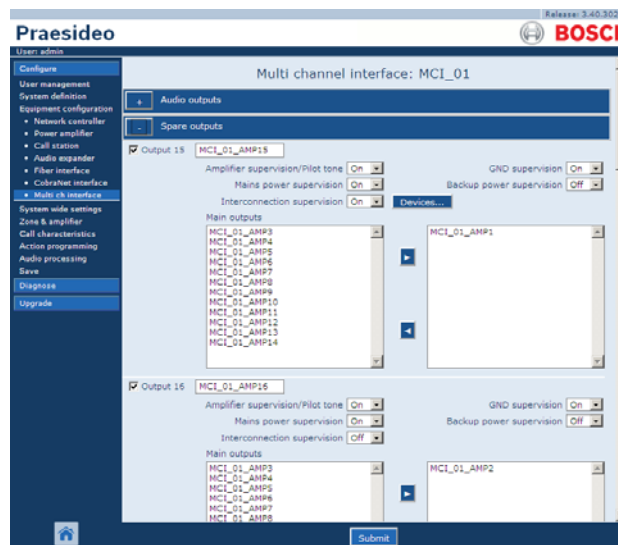 Release: 3.40.302
Praesideo
BOSCH
User: admin
Configure
User management
System definition
Equipment configuration
• Network controller
• Power amplifier
• Call station
• Audio expander
• Fiber interface
• CobraNet interface
• Multi ch interface
System wide settings
Zone & amplifier
Call characteristics
Action programming
Audio processing
Save
Diagnose
Upgrade
Multi channel interface: MCI_01
+ Audio outputs
- Spare outputs
Output 15 MCI_01_AMP15
Amplifier supervision/Pilot tone On GND supervision On
Mains power supervision On Backup power supervision Off
Interconnection supervision On Devices...
Main outputs
MCI_01_AMP3
MCI_01_AMP4
MCI_01_AMP5
MCI_01_AMP6
MCI_01_AMP7
MCI_01_AMP8
MCI_01_AMP9
MCI_01_AMP10
MCI_01_AMP11
MCI_01_AMP12
MCI_01_AMP13
MCI_01_AMP14
MCI_01_AMP1
Output 16 MCI_01_AMP16
Amplifier supervision/Pilot tone On GND supervision On
Mains power supervision On Backup power supervision Off
Interconnection supervision Off
Main outputs
MCI_01_AMP3
MCI_01_AMP4
MCI_01_AMP5
MCI_01_AMP6
MCI_01_AMP7
MCI_01_AMP8
MCI_01_AMP2
Submit